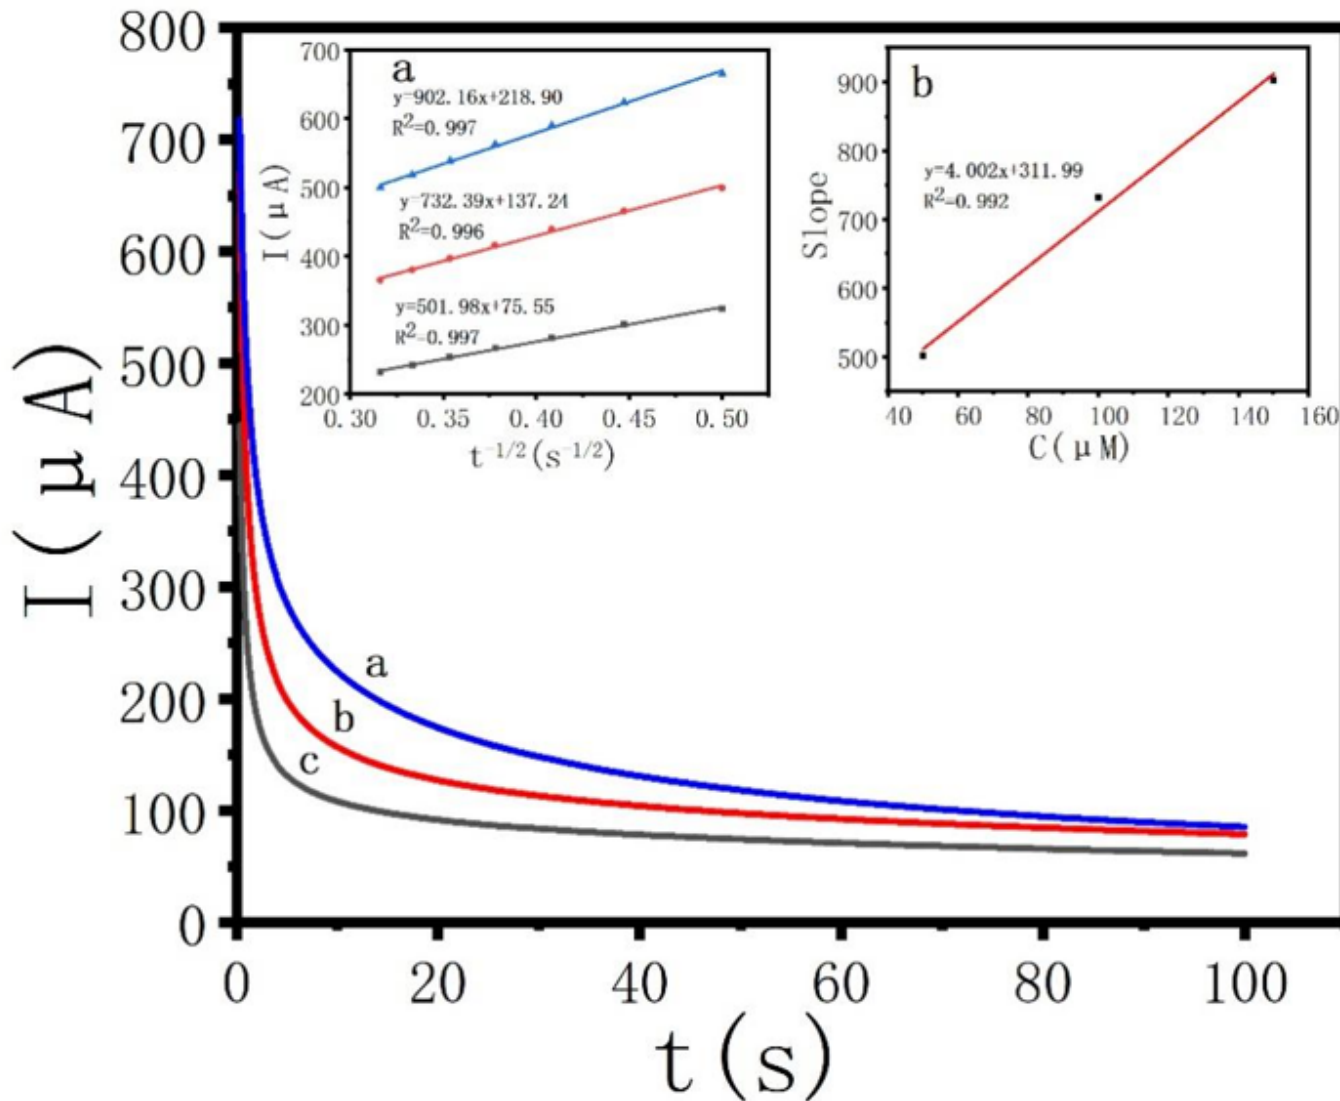 800
700
600
500
400
300
200
100
0
I(μA)
0 20 40 60 80 100
t(s)
a
b
c
a
700
600
500
400
300
200
I(μA)
y=902.16x+218.90
R²=0.997
y=732.39x+137.24
R²=0.996
y=501.98x+75.55
R²=0.997
0.30 0.35 0.40 0.45 0.50
t⁻¹/²(s⁻¹/²)
b
900
800
700
600
500
Slope
y=4.002x+311.99
R²=0.992
40 60 80 100 120 130 140 160
C(μM)